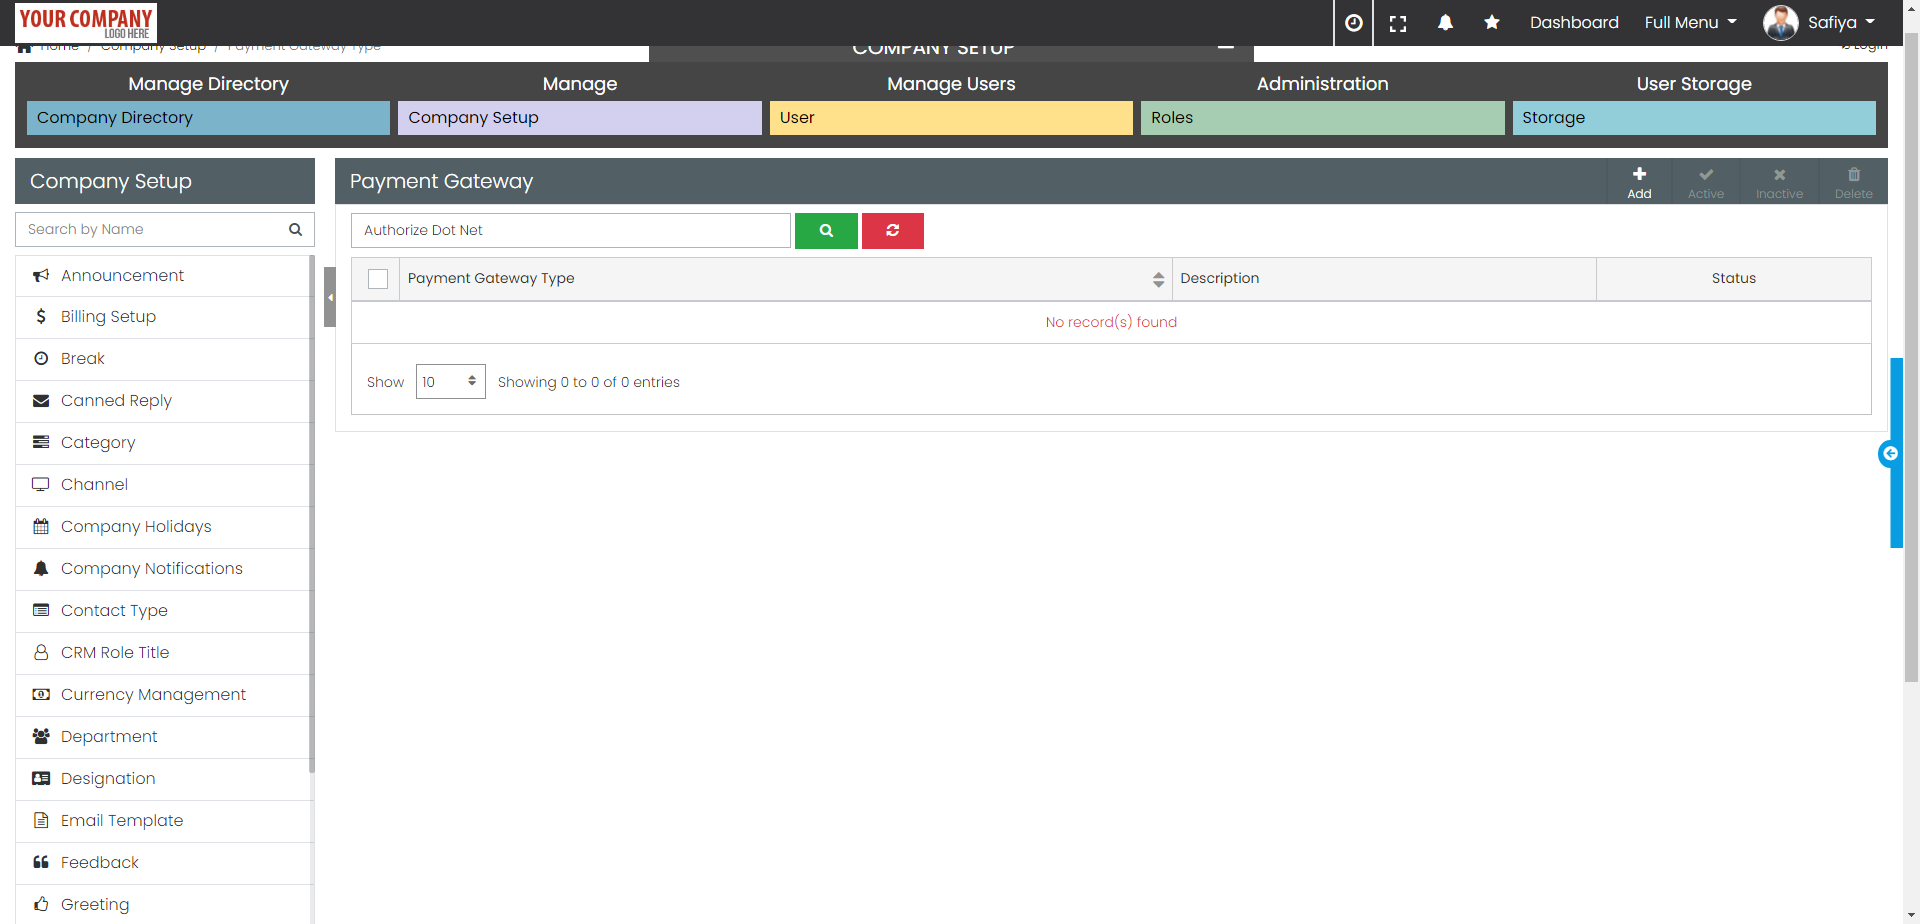 YOUR COMPANY
LOGO HERE
Dashboard
Full Menu
Safiya
Home / Company Setup / Payment Gateway Type
COMPANY SETUP
Login
Manage Directory
Manage
Manage Users
Administration
User Storage
Company Directory
Company Setup
User
Roles
Storage
Company Setup
Search by Name
Announcement
Billing Setup
Break
Canned Reply
Category
Channel
Company Holidays
Company Notifications
Contact Type
CRM Role Title
Currency Management
Department
Designation
Email Template
Feedback
Greeting
Payment Gateway
Add
Active
Inactive
Delete
Authorize Dot Net
Payment Gateway Type
Description
Status
No record(s) found
Show 10 Showing 0 to 0 of 0 entries